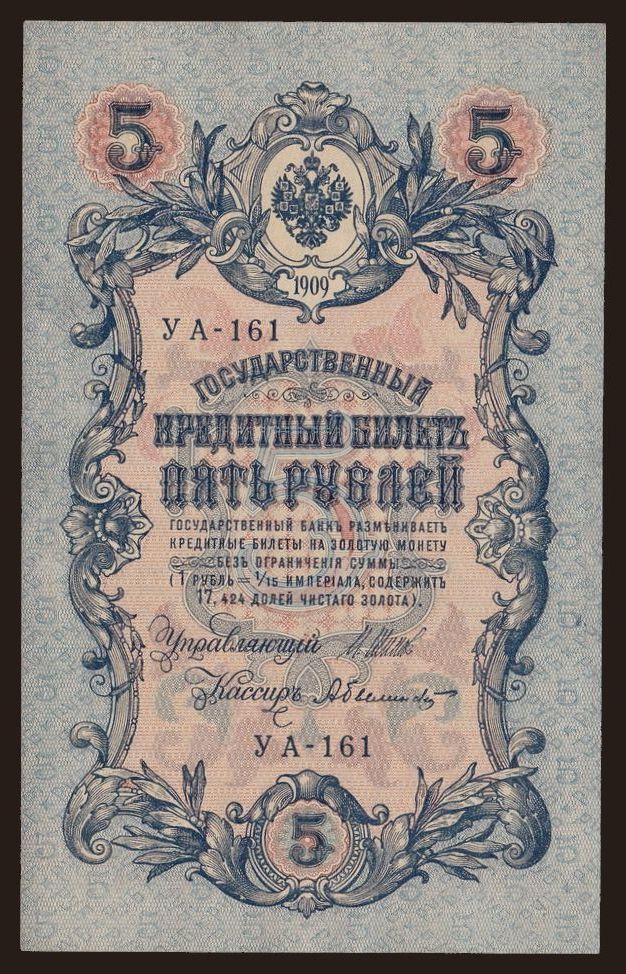 5 5
1909
УА-161
ГОСУДАРСТВЕННЫЙ
КРЕДИТНЫЙ БИЛЕТЪ
ПЯТЬ РУБЛЕЙ
ГОСУДАРСТВЕННЫЙ БАНКЪ РАЗМѢНИВАЕТЪ
КРЕДИТНЫЕ БИЛЕТЫ НА ЗОЛОТУЮ МОНЕТУ
БЕЗЪ ОГРАНИЧЕНІЯ СУММЫ
(1 РУБЛЬ = 1/15 ИМПЕРІАЛА, СОДЕРЖИТЪ
17,424 ДОЛЕЙ ЧИСТАГО ЗОЛОТА).
Управляющій
Кассиръ
УА-161
5